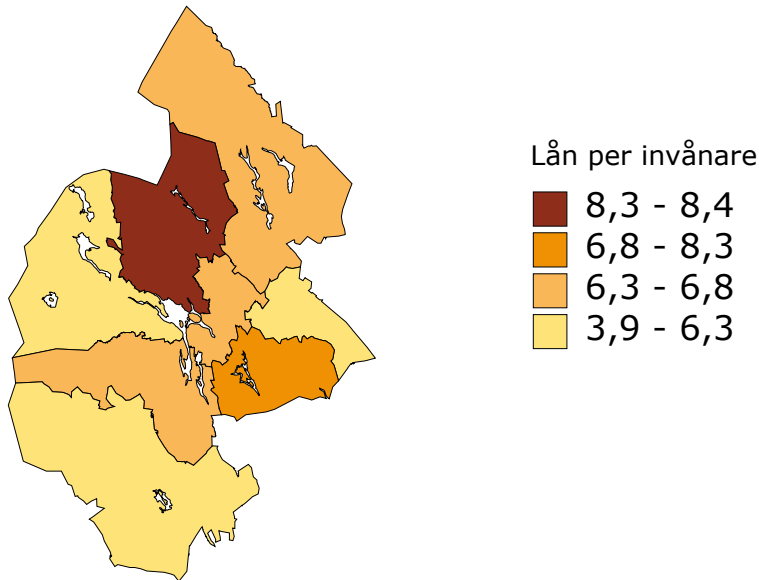 Lån per invånare
8,3 - 8,4
6,8 - 8,3
6,3 - 6,8
3,9 - 6,3